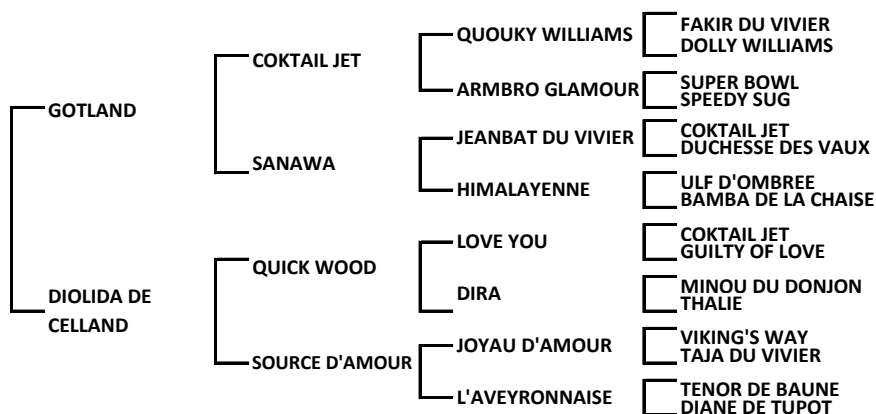 GOTLAND
DIOLIDA DE
CELLAND
COKTAIL JET
SANAWA
QUICK WOOD
SOURCE D'AMOUR
QUOUKY WILLIAMS
ARMBRO GLAMOUR
JEANBAT DU VIVIER
HIMALAYENNE
LOVE YOU
DIRA
JOYAU D'AMOUR
L'AVEYRONNAISE
FAKIR DU VIVIER
DOLLY WILLIAMS
SUPER BOWL
SPEEDY SUG
COKTAIL JET
DUCHESSE DES VAUX
ULF D'OMBREE
BAMBA DE LA CHAISE
COKTAIL JET
GUILTY OF LOVE
MINOU DU DONJON
THALIE
VIKING'S WAY
TAJA DU VIVIER
TENOR DE BAUNE
DIANE DE TUPOT